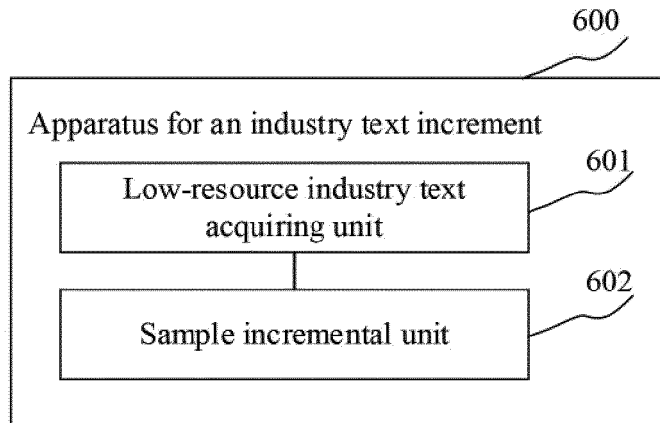 600
Apparatus for an industry text increment
601
Low-resource industry text
acquiring unit
602
Sample incremental unit